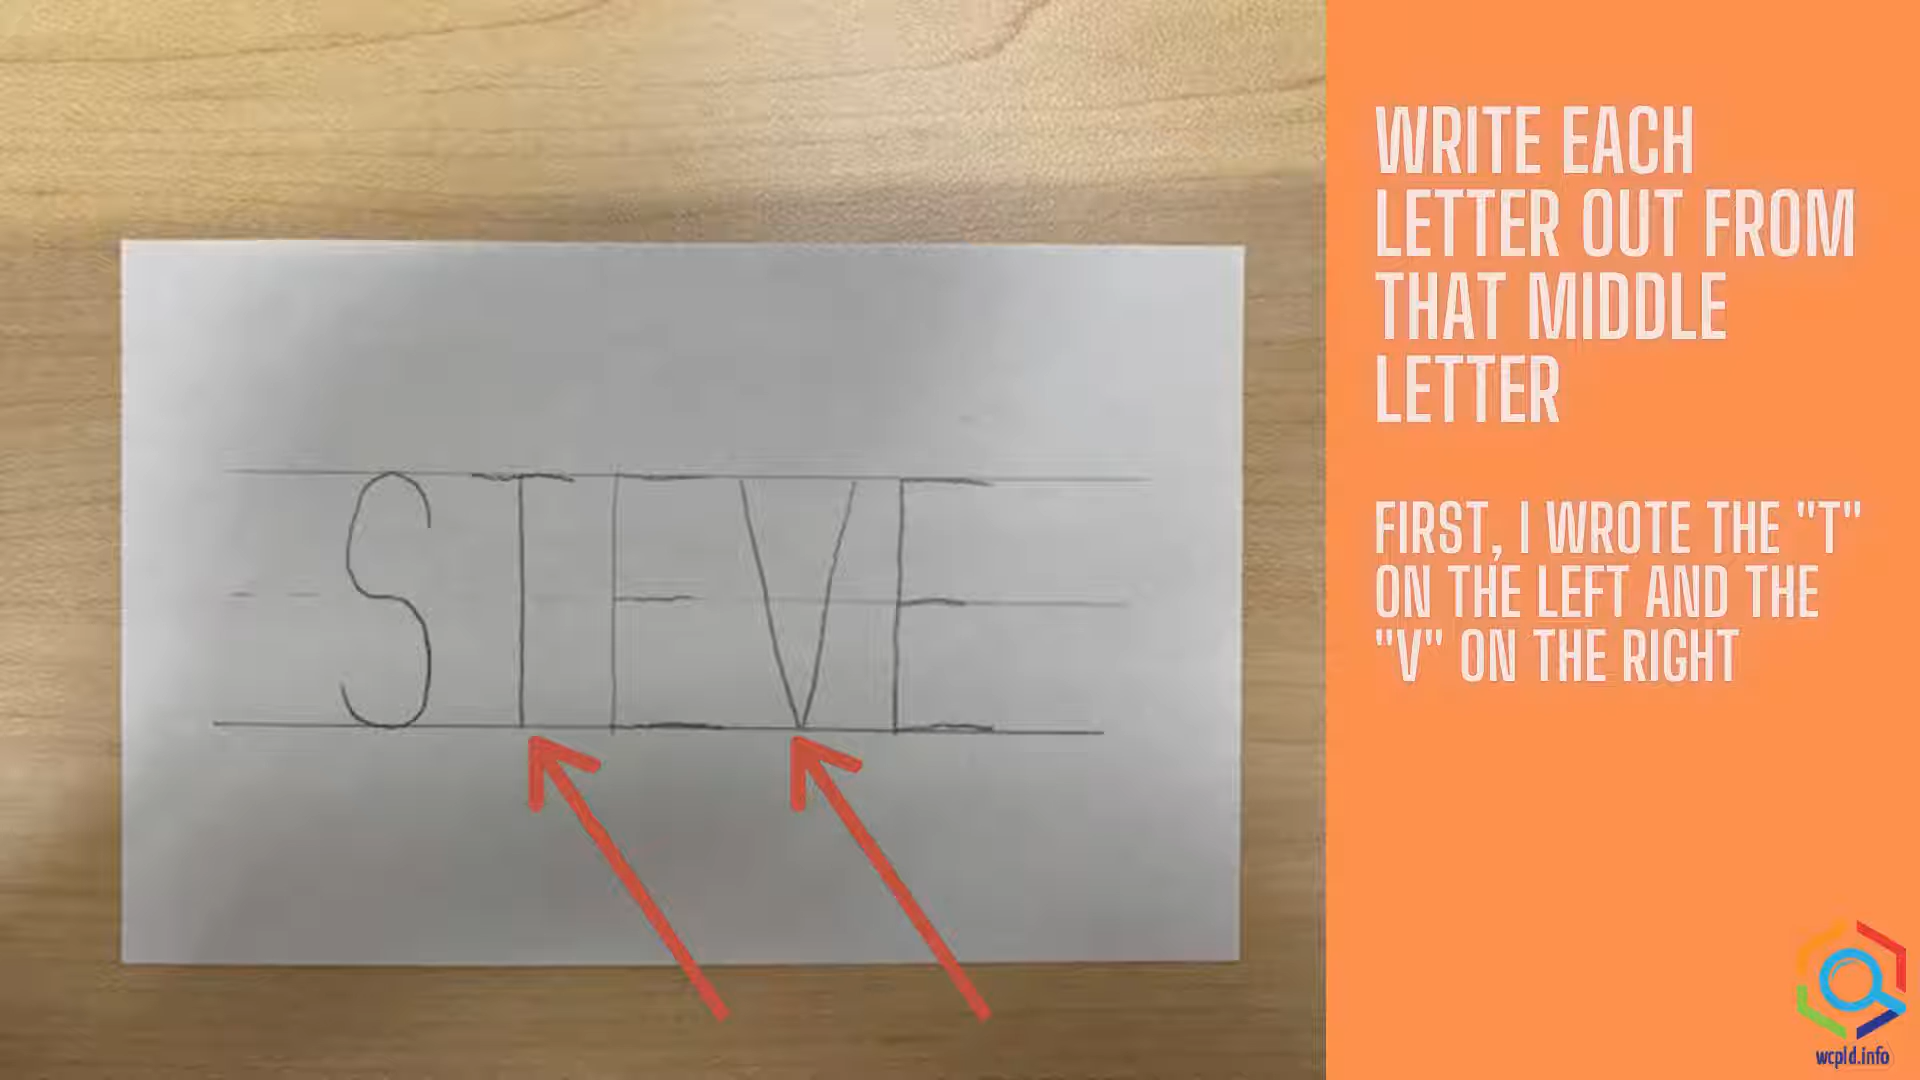 STEVE
WRITE EACH
LETTER OUT FROM
THAT MIDDLE
LETTER
FIRST, I WROTE THE "T"
ON THE LEFT AND THE
"V" ON THE RIGHT
wcpld.info